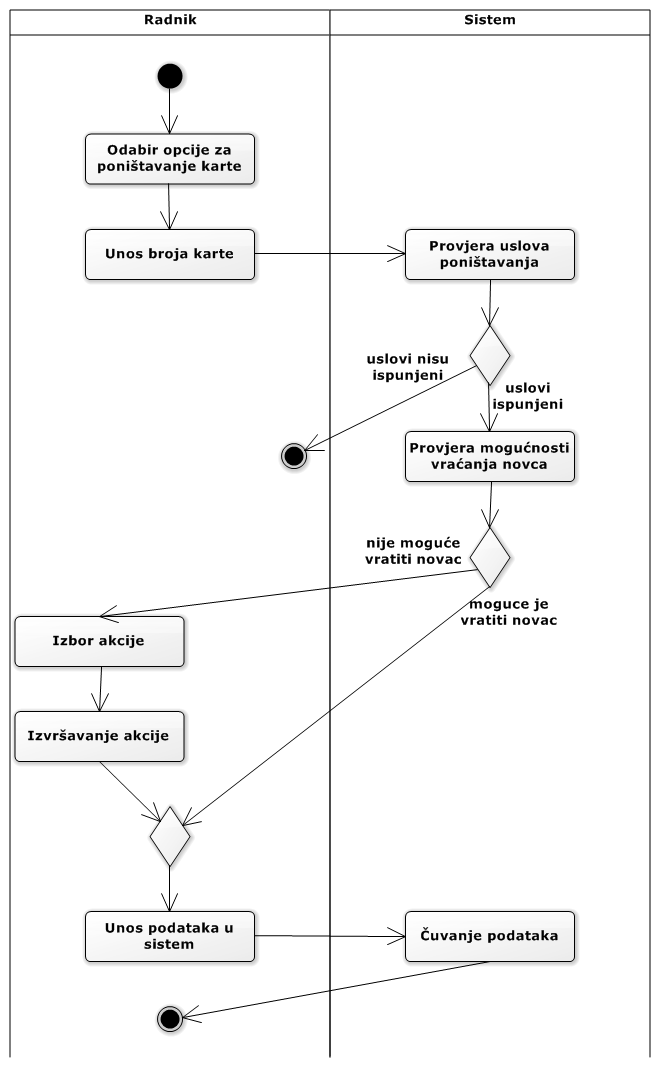 Radnik
Sistem
Odabir opcije za
poništavanje karte
Unos broja karte
Provjera uslova
poništavanja
uslovi nisu
ispunjeni
uslovi
ispunjeni
Provjera mogućnosti
vraćanja novca
nije moguće
vratiti novac
moguce je
vratiti novac
Izbor akcije
Izvršavanje akcije
Unos podataka u
sistem
Čuvanje podataka